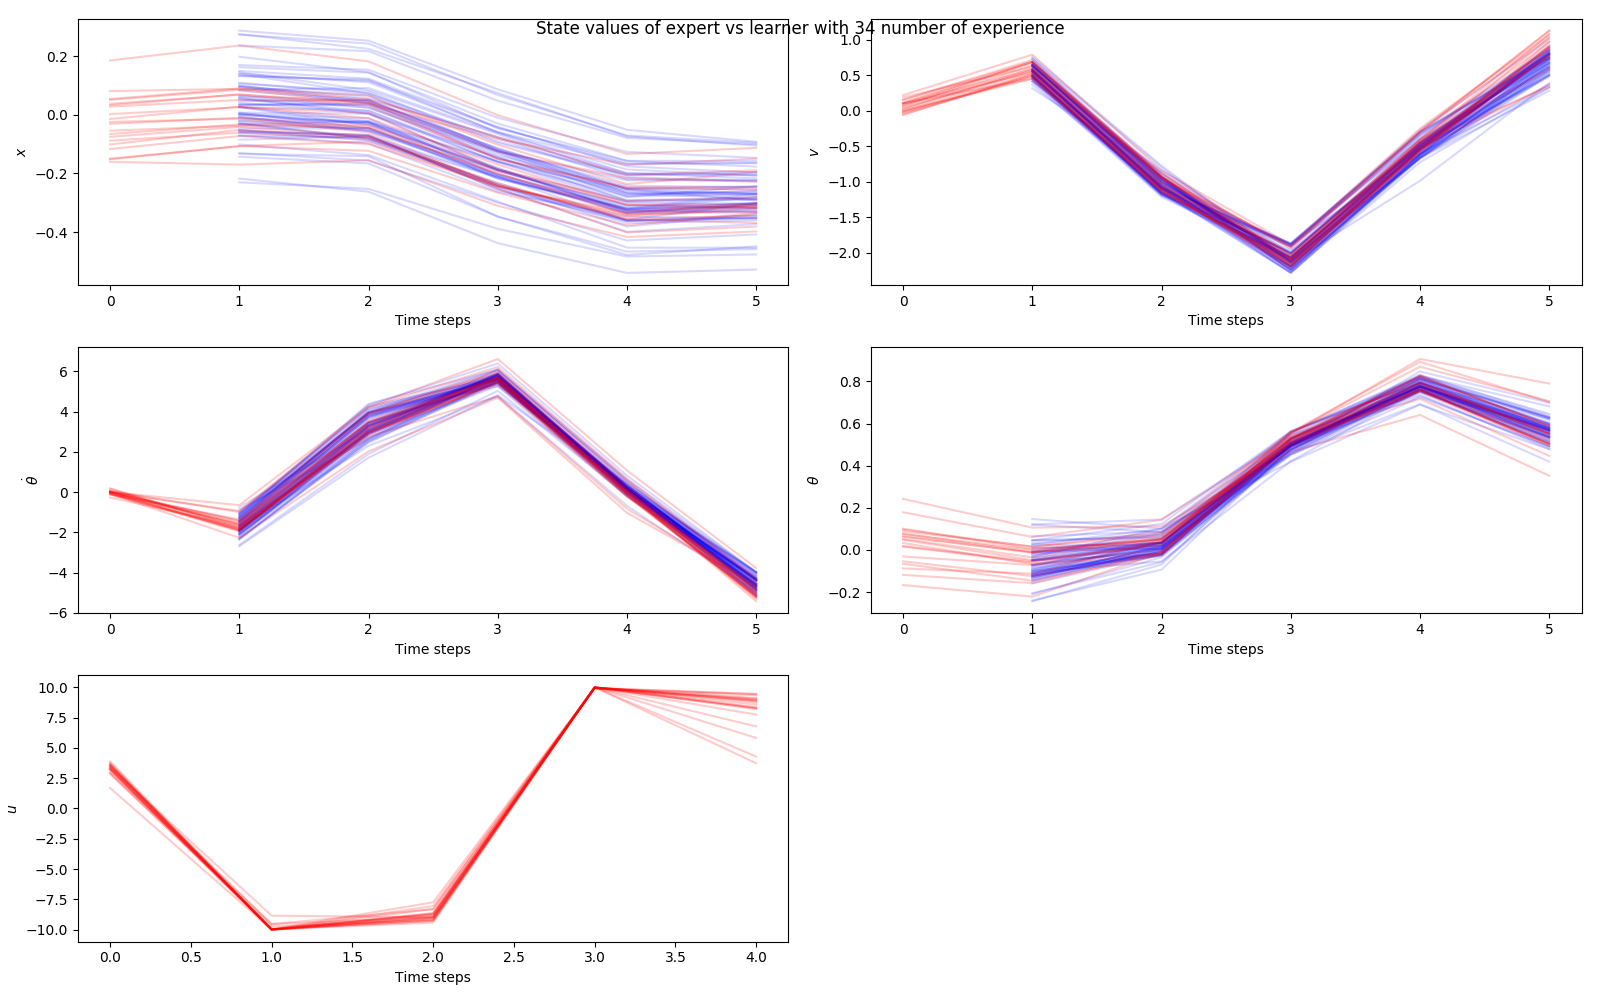 State values of expert vs learner with 34 number of experience
0.2
0.0
−0.2
−0.4
x
0 1 2 3 4 5
Time steps
1.0
0.5
0.0
−0.5
−1.0
−1.5
−2.0
v
0 1 2 3 4 5
Time steps
6
4
2
0
−2
−4
−6
θ̇
0 1 2 3 4 5
Time steps
0.8
0.6
0.4
0.2
0.0
−0.2
θ
0 1 2 3 4 5
Time steps
10.0
7.5
5.0
2.5
0.0
−2.5
−5.0
−7.5
−10.0
u
0.0 0.5 1.0 1.5 2.0 2.5 3.0 3.5 4.0
Time steps